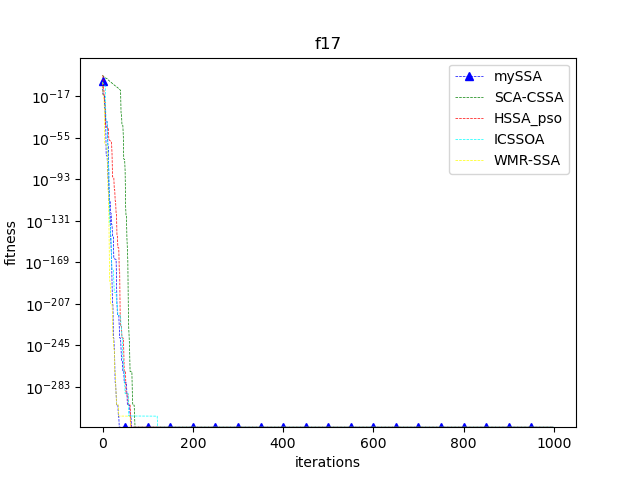 f17
mySSA
SCA-CSSA
HSSA_pso
ICSSOA
WMR-SSA
fitness
10⁻¹⁷
10⁻⁵⁵
10⁻⁹³
10⁻¹³¹
10⁻¹⁶⁹
10⁻²⁰⁷
10⁻²⁴⁵
10⁻²⁸³
0 200 400 600 800 1000
iterations